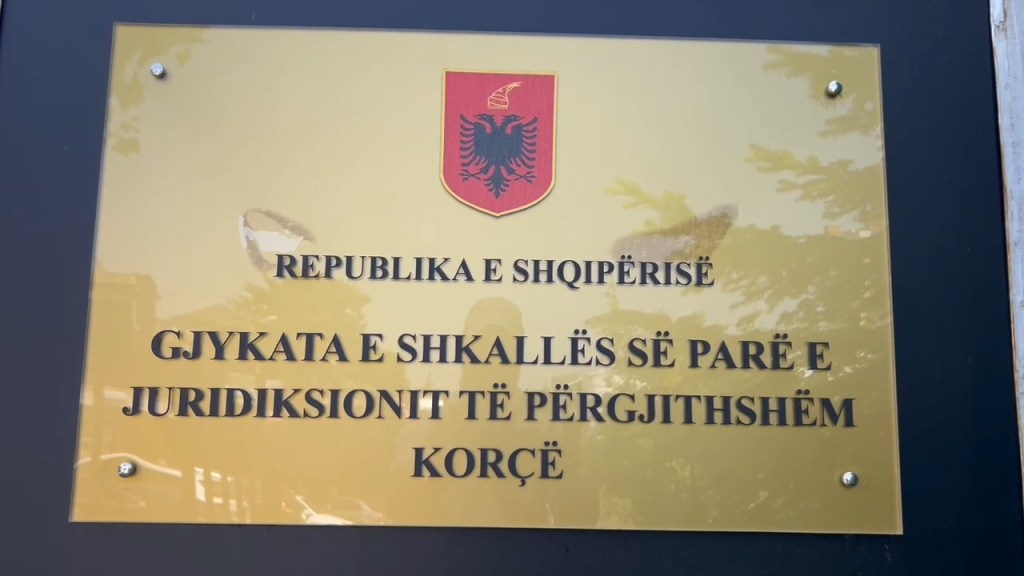 REPUBLIKA E SHQIPËRISË
GJYKATA E SHKALLËS SË PARË E
JURIDIKSIONIT TË PËRGJITHSHËM
KORÇË